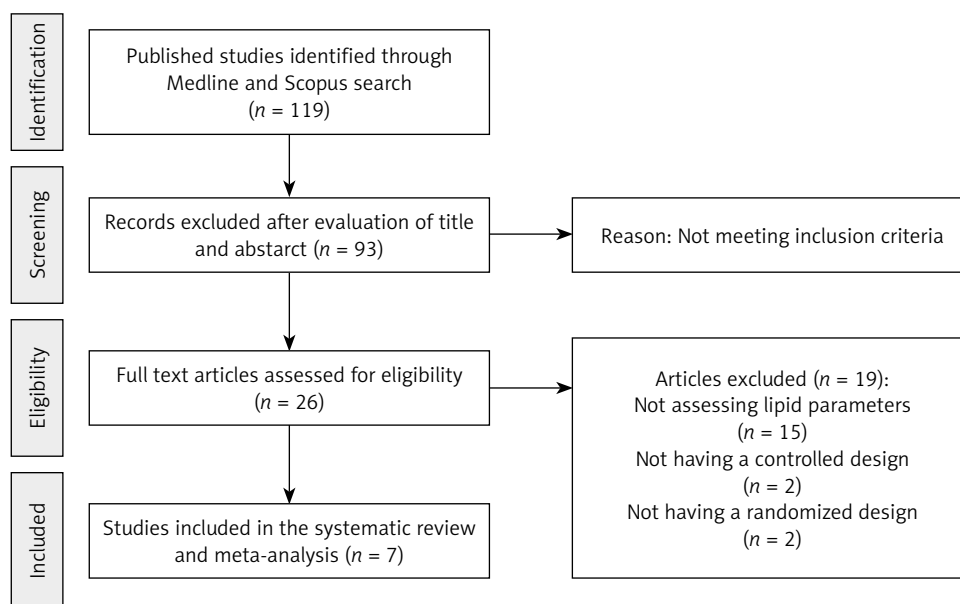 Identification
Published studies identified through
Medline and Scopus search
(n = 119)
Screening
Records excluded after evaluation of title
and abstarct (n = 93)
Reason: Not meeting inclusion criteria
Eligibility
Full text articles assessed for eligibility
(n = 26)
Articles excluded (n = 19):
Not assessing lipid parameters
(n = 15)
Not having a controlled design
(n = 2)
Not having a randomized design
(n = 2)
Included
Studies included in the systematic review
and meta-analysis (n = 7)